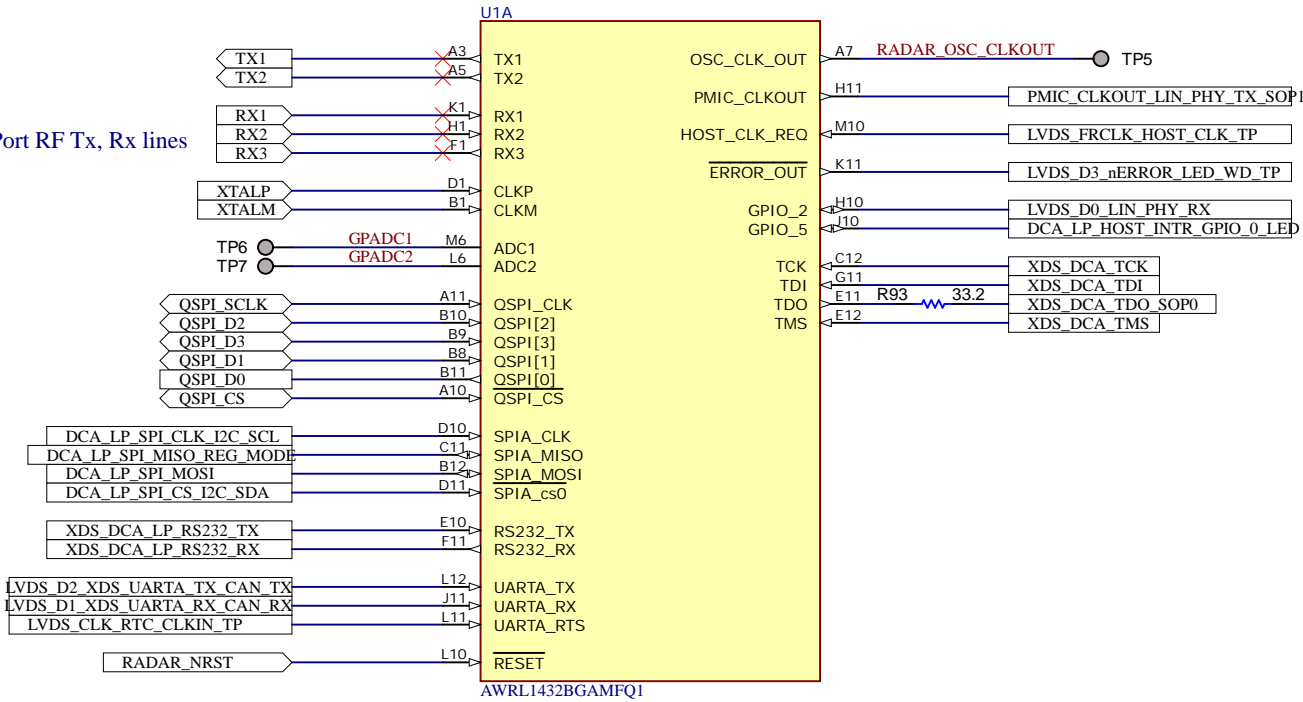 U1A
TX1 A3 TX1 OSC_CLK_OUT A7 RADAR_OSC_CLKOUT TP5
TX2 A5 TX2
PMIC_CLKOUT H11 PMIC_CLKOUT_LIN_PHY_TX_SOP1
RX1 K1 RX1
Port RF Tx, Rx lines RX2 H1 RX2 HOST_CLK_REQ M10 LVDS_FRCLK_HOST_CLK_TP
RX3 F1 RX3
ERROR_OUT K11 LVDS_D3_nERROR_LED_WD_TP
XTALP D1 CLKP
XTALM B1 CLKM GPIO_2 H10 LVDS_D0_LIN_PHY_RX
GPIO_5 J10 DCA_LP_HOST_INTR_GPIO_0_LED
TP6 GPADC1 M6 ADC1
TP7 GPADC2 L6 ADC2 TCK C12 XDS_DCA_TCK
TDI G11 XDS_DCA_TDI
QSPI_SCLK A11 QSPI_CLK TDO E11 R93 33.2 XDS_DCA_TDO_SOP0
QSPI_D2 B10 QSPI[2] TMS E12 XDS_DCA_TMS
QSPI_D3 B9 QSPI[3]
QSPI_D1 B8 QSPI[1]
QSPI_D0 B11 QSPI[0]
QSPI_CS A10 QSPI_CS
DCA_LP_SPI_CLK_I2C_SCL D10 SPIA_CLK
DCA_LP_SPI_MISO_REG_MODE C11 SPIA_MISO
DCA_LP_SPI_MOSI B12 SPIA_MOSI
DCA_LP_SPI_CS_I2C_SDA D11 SPIA_cs0
XDS_DCA_LP_RS232_TX E10 RS232_TX
XDS_DCA_LP_RS232_RX F11 RS232_RX
LVDS_D2_XDS_UARTA_TX_CAN_TX L12 UARTA_TX
LVDS_D1_XDS_UARTA_RX_CAN_RX J11 UARTA_RX
LVDS_CLK_RTC_CLKIN_TP L11 UARTA_RTS
RADAR_NRST L10 RESET
AWRL1432BGAMFQ1